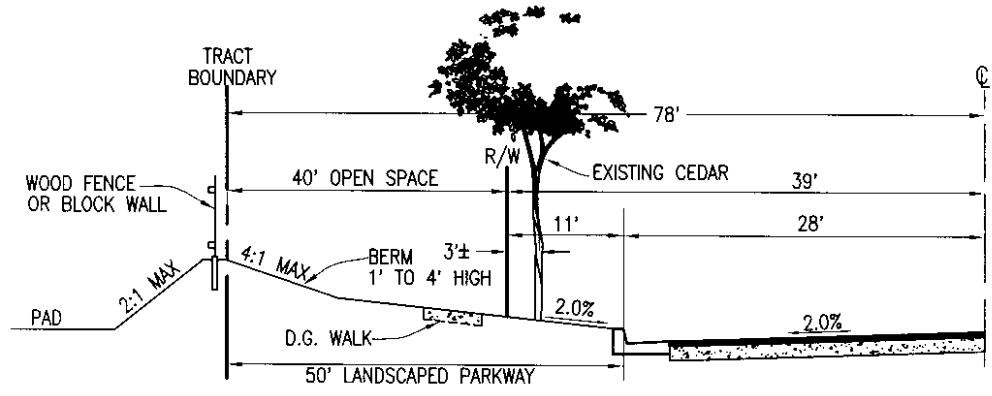 TRACT
BOUNDARY
℄
78'
R/W
EXISTING CEDAR
WOOD FENCE
OR BLOCK WALL
40' OPEN SPACE
39'
11'
28'
4:1 MAX
BERM
1' TO 4' HIGH
3'±
2:1 MAX
PAD
D.G. WALK
2.0%
2.0%
50' LANDSCAPED PARKWAY